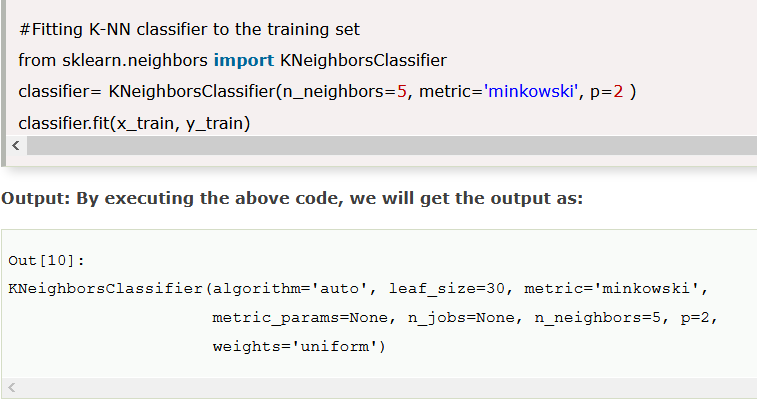 #Fitting K-NN classifier to the training set
from sklearn.neighbors import KNeighborsClassifier
classifier= KNeighborsClassifier(n_neighbors=5, metric='minkowski', p=2 )
classifier.fit(x_train, y_train)
Output: By executing the above code, we will get the output as:
Out[10]:
KNeighborsClassifier(algorithm='auto', leaf_size=30, metric='minkowski',
metric_params=None, n_jobs=None, n_neighbors=5, p=2,
weights='uniform')